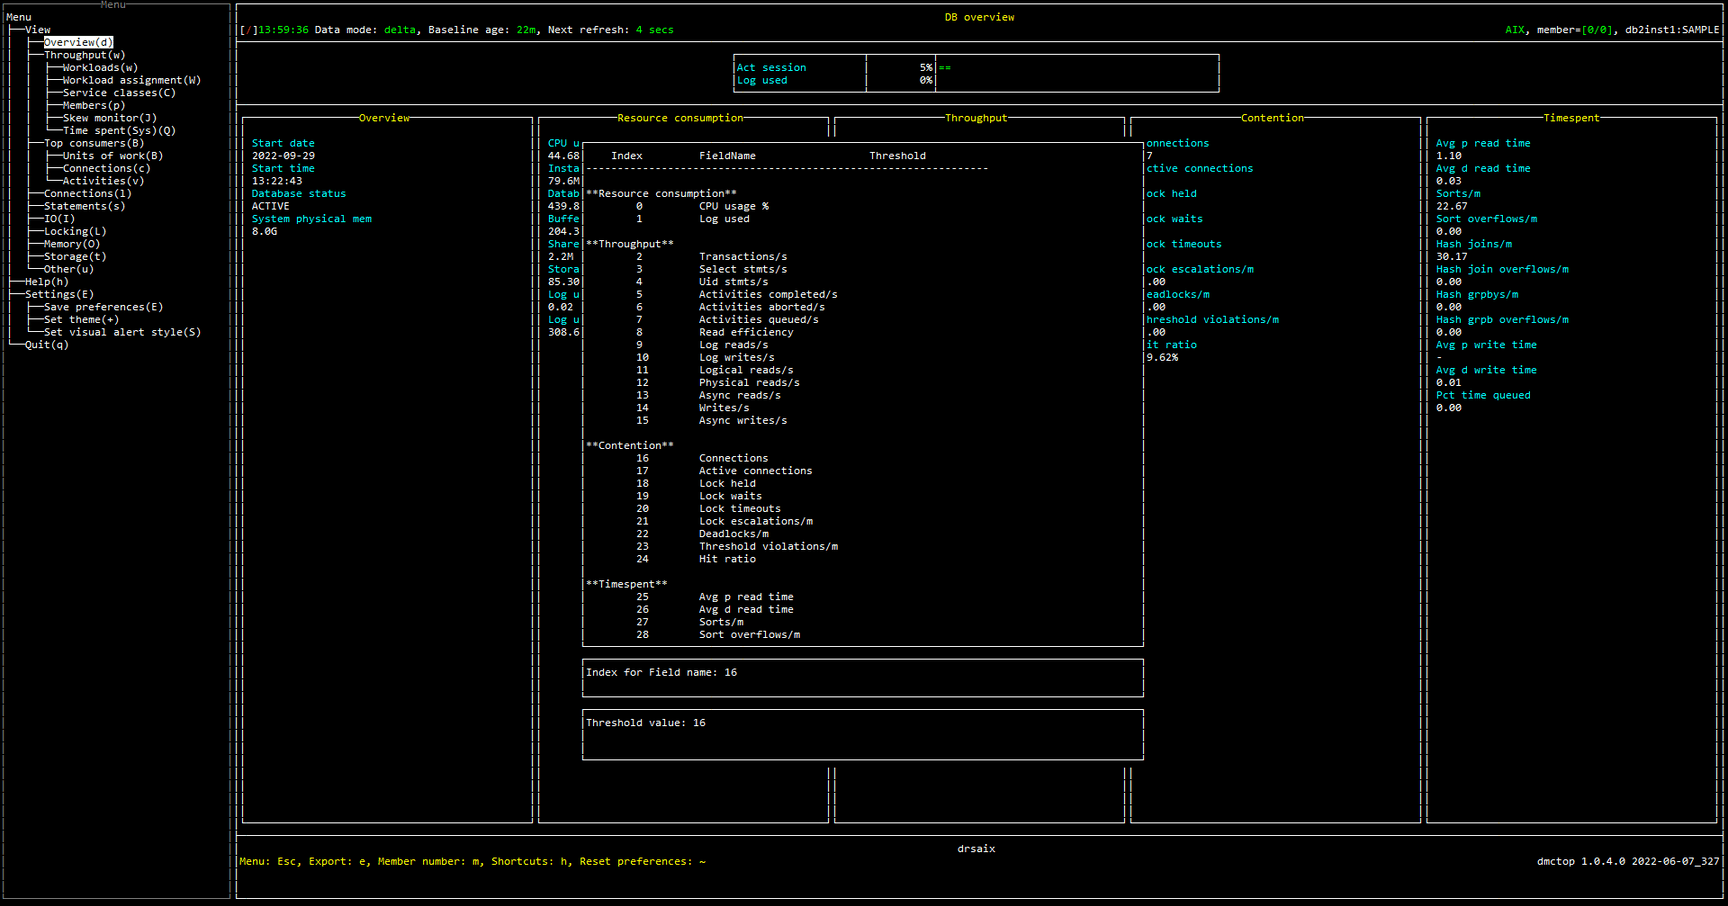 Menu
Menu
View
Overview(d)
Throughput(w)
Workloads(w)
Workload assignment(W)
Service classes(C)
Members(p)
Skew monitor(J)
Time spent(Sys)(Q)
Top consumers(B)
Units of work(B)
Connections(c)
Activities(v)
Connections(l)
Statements(s)
IO(I)
Locking(L)
Memory(O)
Storage(t)
Other(u)
Help(h)
Settings(E)
Save preferences(E)
Set theme(+)
Set visual alert style(S)
Quit(q)
DB overview
[/]13:59:36 Data mode: delta, Baseline age: 22m, Next refresh: 4 secs
AIX, member=[0/0], db2inst1:SAMPLE
Act session 5% ==
Log used 0%
Overview
Start date
2022-09-29
Start time
13:22:43
Database status
ACTIVE
System physical mem
8.0G
Resource consumption
CPU u
44.68
Insta
79.6M
Datab
439.8
Buffe
204.3
Share
2.2M
Stora
85.30
Log u
0.02
Log u
308.6
Throughput
Index FieldName Threshold
----------------------------------------------------------------
**Resource consumption**
0 CPU usage %
1 Log used
**Throughput**
2 Transactions/s
3 Select stmts/s
4 Uid stmts/s
5 Activities completed/s
6 Activities aborted/s
7 Activities queued/s
8 Read efficiency
9 Log reads/s
10 Log writes/s
11 Logical reads/s
12 Physical reads/s
13 Async reads/s
14 Writes/s
15 Async writes/s
**Contention**
16 Connections
17 Active connections
18 Lock held
19 Lock waits
20 Lock timeouts
21 Lock escalations/m
22 Deadlocks/m
23 Threshold violations/m
24 Hit ratio
**Timespent**
25 Avg p read time
26 Avg d read time
27 Sorts/m
28 Sort overflows/m
Index for Field name: 16
Threshold value: 16
Contention
onnections
7
ctive connections
ock held
ock waits
ock timeouts
ock escalations/m
.00
eadlocks/m
.00
hreshold violations/m
.00
it ratio
9.62%
Timespent
Avg p read time
1.10
Avg d read time
0.03
Sorts/m
22.67
Sort overflows/m
0.00
Hash joins/m
30.17
Hash join overflows/m
0.00
Hash grpbys/m
0.00
Hash grpb overflows/m
0.00
Avg p write time
-
Avg d write time
0.01
Pct time queued
0.00
drsaix
Menu: Esc, Export: e, Member number: m, Shortcuts: h, Reset preferences: ~
dmctop 1.0.4.0 2022-06-07_327